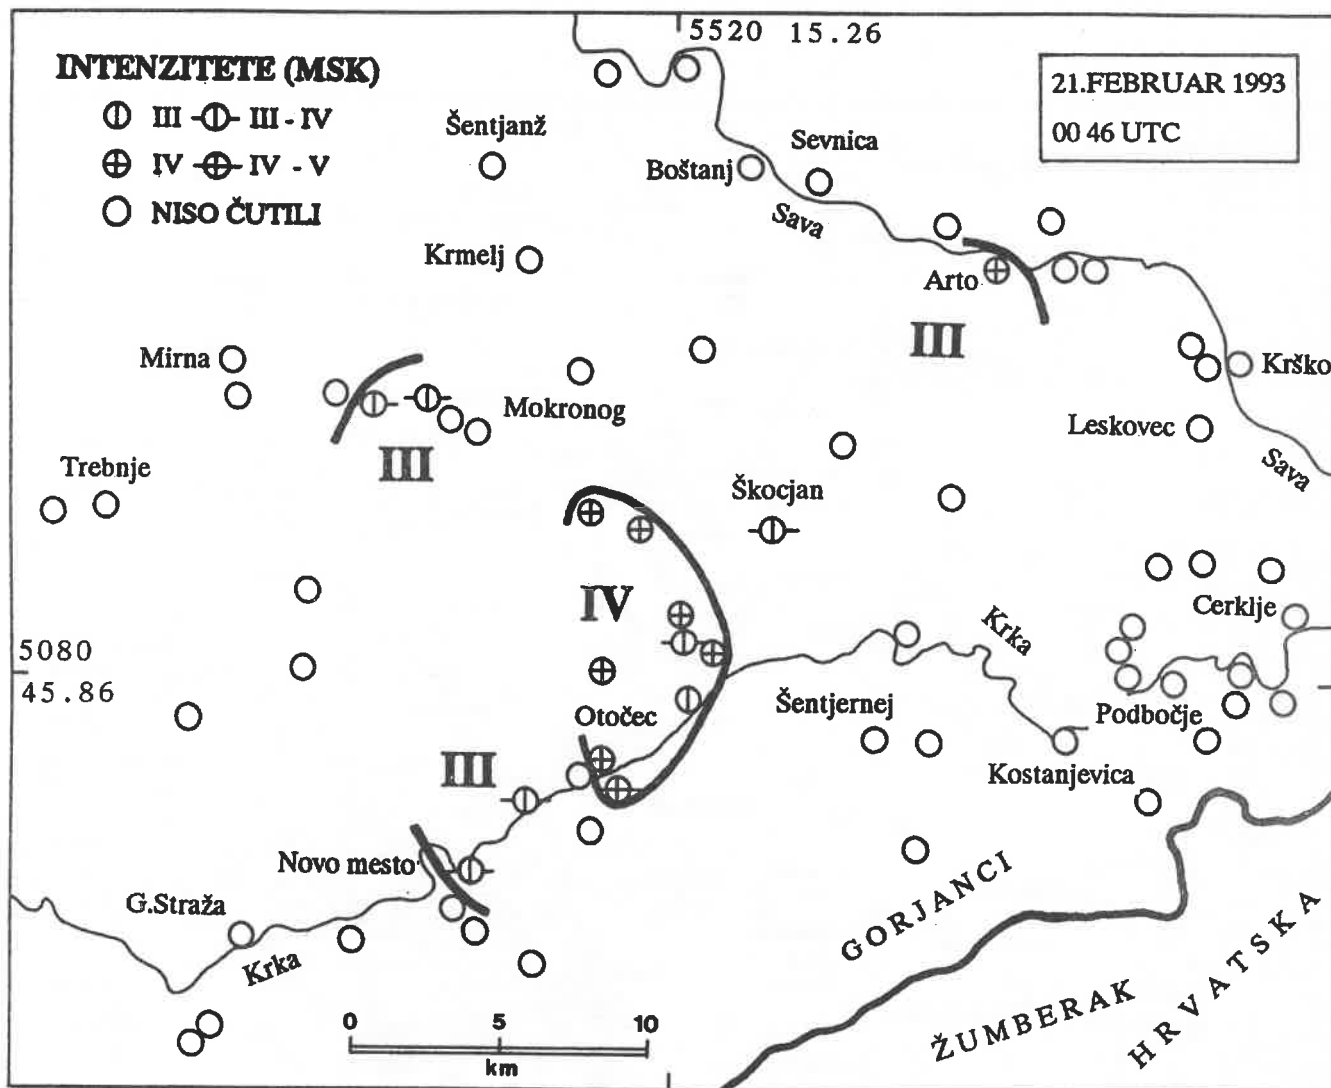 5520 15.26
INTENZITETE (MSK)
III III - IV
IV IV - V
NISO ČUTILI
21.FEBRUAR 1993
00 46 UTC
Šentjanž
Boštanj
Sevnica
Sava
Krmelj
Arto
III
Mirna
Krško
Mokronog
Leskovec
III
Trebnje
Škocjan
Sava
IV
Cerklje
Krka
5080
45.86
Otočec
Šentjernej
Podbočje
III
Kostanjevica
Novo mesto
G.Straža
GORJANCI
Krka
HRVATSKA
ŽUMBERAK
0 5 10
km